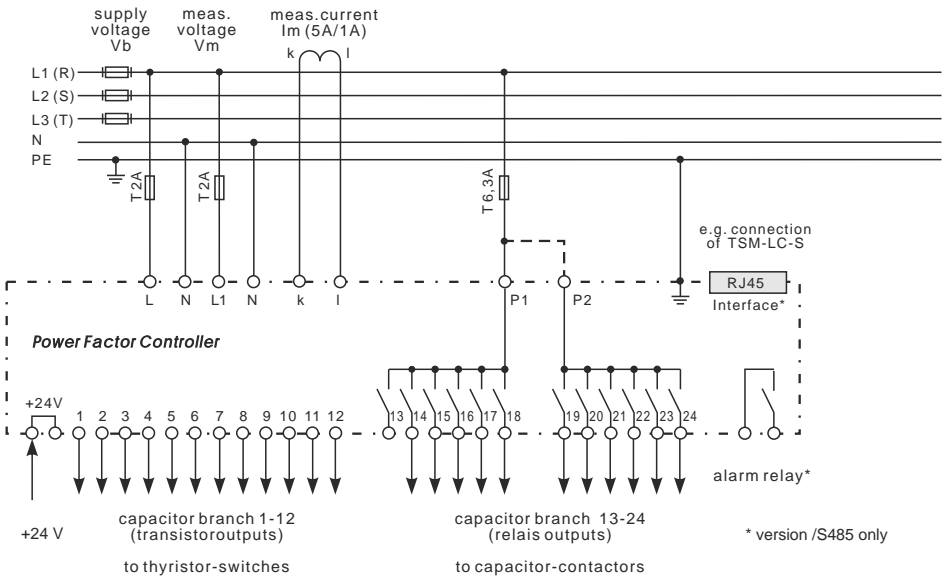 supply voltage Vb
meas. voltage Vm
meas.current Im (5A/1A)
k l
L1 (R)
L2 (S)
L3 (T)
N
PE
T2A
T2A
T6,3A
e.g. connection of TSM-LC-S
RJ45
Interface*
L N L1 N k l P1 P2
Power Factor Controller
+24V
1 2 3 4 5 6 7 8 9 10 11 12
13 14 15 16 17 18
19 20 21 22 23 24
alarm relay*
+24 V
capacitor branch 1-12
(transistoroutputs)
to thyristor-switches
capacitor branch 13-24
(relais outputs)
to capacitor-contactors
* version /S485 only